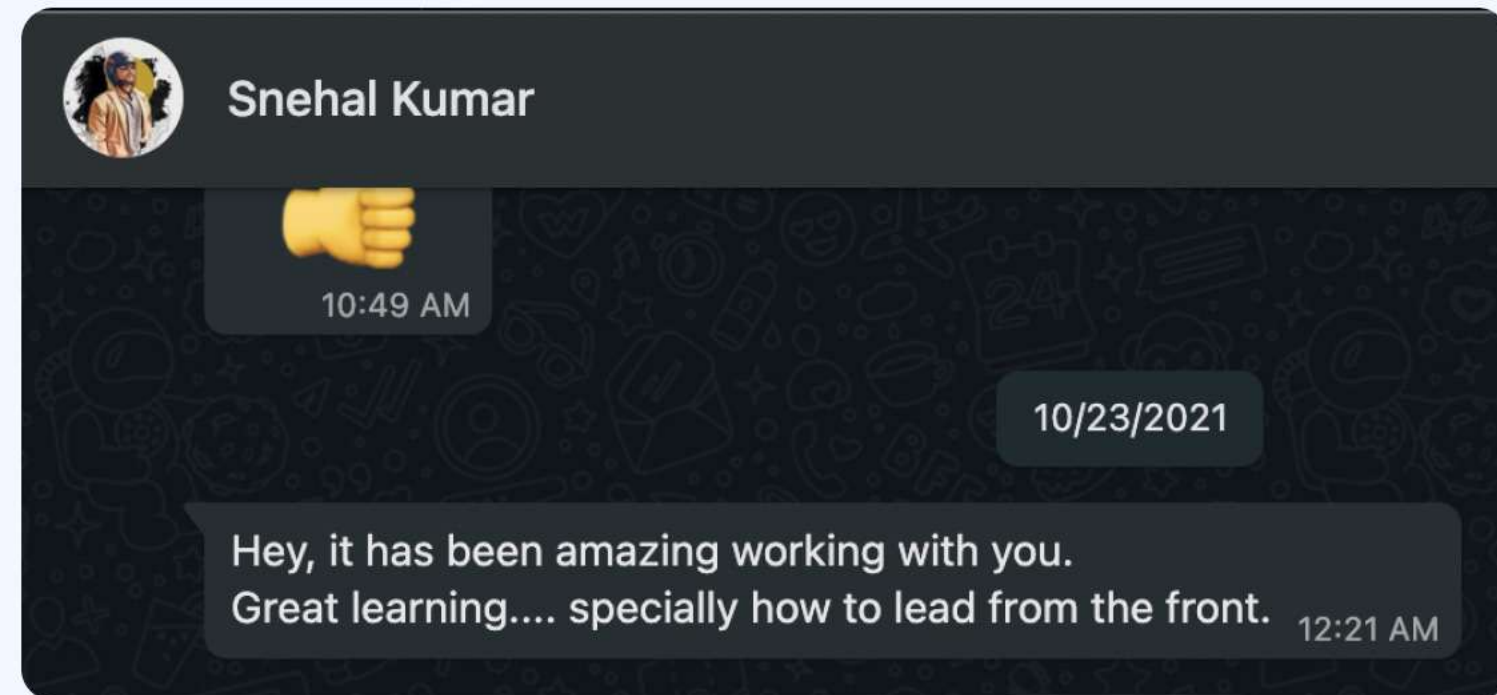 Snehal Kumar
10:49 AM
10/23/2021
Hey, it has been amazing working with you.
Great learning.... specially how to lead from the front.
12:21 AM